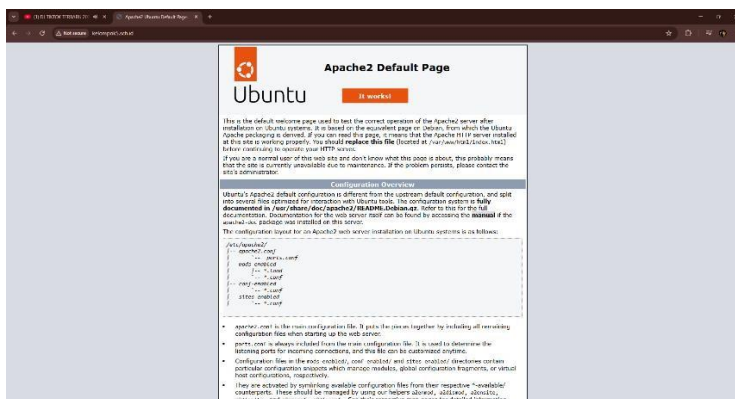 Apache2 Ubuntu Default Page
Not secure
Apache2 Default Page
Ubuntu
It works!
This is the default welcome page used to test the correct operation of the Apache2 server after
installation on Ubuntu systems. It is based on the equivalent page on Debian, from which the Ubuntu
Apache packaging is derived. If you can read this page, it means that the Apache HTTP server installed
at this site is working properly. You should replace this file (located at /var/www/html/index.html)
before continuing to operate your HTTP server.
If you are a normal user of this web site and don't know what this page is about, this probably means
that the site is currently unavailable due to maintenance. If the problem persists, please contact the
site's administrator.
Configuration Overview
Ubuntu's Apache2 default configuration is different from the upstream default configuration, and split
into several files optimized for interaction with Ubuntu tools. The configuration system is fully
documented in /usr/share/doc/apache2/README.Debian.gz. Refer to this for the full
documentation. Documentation for the web server itself can be found by accessing the manual if the
apache2-doc package was installed on this server.
The configuration layout for an Apache2 web server installation on Ubuntu systems is as follows:
/etc/apache2/
|-- apache2.conf
|       `--  ports.conf
|-- mods-enabled
|       |-- *.load
|       `-- *.conf
|-- conf-enabled
|       `-- *.conf
|-- sites-enabled
|       `-- *.conf
• apache2.conf is the main configuration file. It puts the pieces together by including all remaining
configuration files when starting up the web server.
• ports.conf is always included from the main configuration file. It is used to determine the
listening ports for incoming connections, and this file can be customized anytime.
• Configuration files in the mods-enabled/, conf-enabled/ and sites-enabled/ directories contain
particular configuration snippets which manage modules, global configuration fragments, or virtual
host configurations, respectively.
• They are activated by symlinking available configuration files from their respective *-available/
counterparts. These should be managed by using our helpers a2enmod, a2dismod, a2ensite,